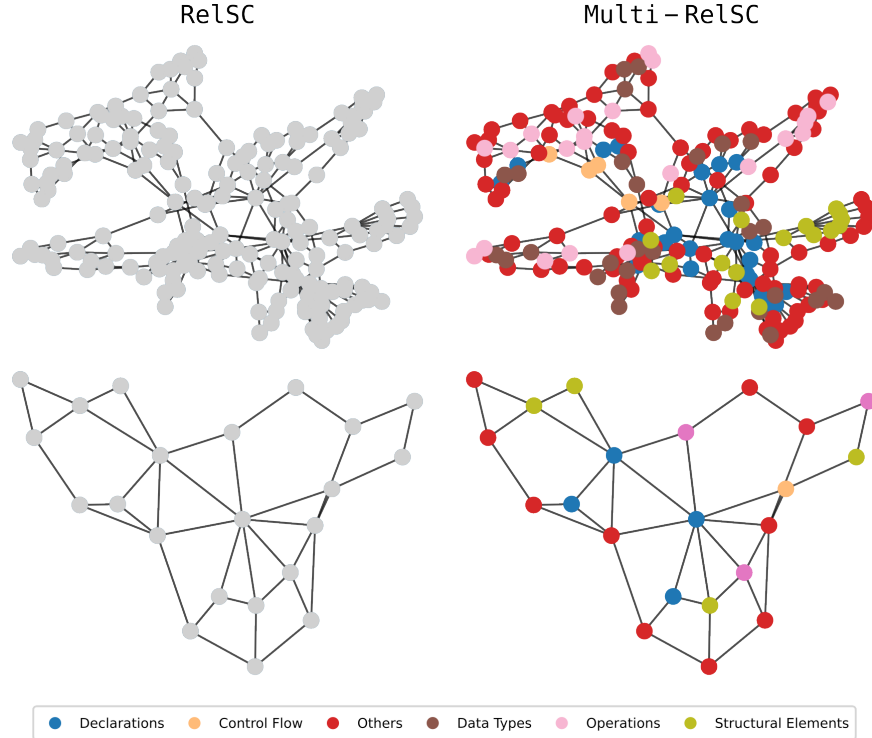 RelSC
Multi-RelSC
Declarations
Control Flow
Others
Data Types
Operations
Structural Elements